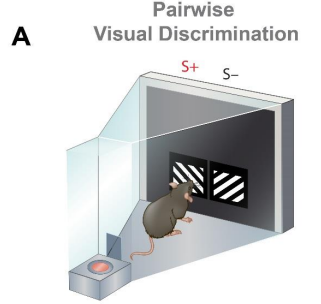 Pairwise
Visual Discrimination
A
S+ S−